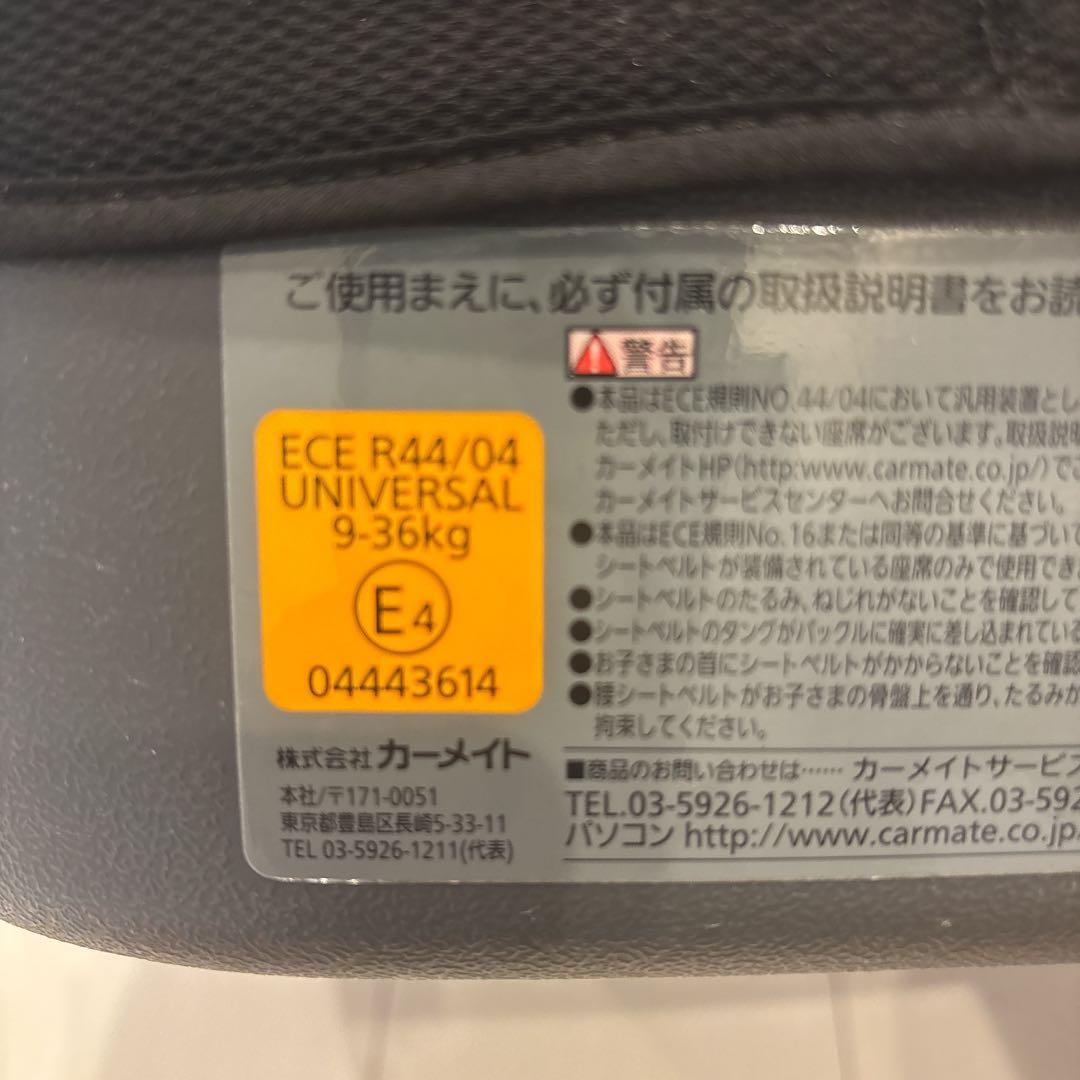 ご使用まえに、必ず付属の取扱説明書をお読
警告
●本品はECE規則NO.44/04において汎用装置とし
ただし、取付けできない座席がございます。取扱説明
カーメイトHP(http:www.carmate.co.jp/)でご
カーメイトサービスセンターへお問合せください。
●本品はECE規則No.16または同等の基準に基づいて
シートベルトが装備されている座席のみで使用でき
●シートベルトのたるみ、ねじれがないことを確認して
●シートベルトのタングがバックルに確実に差し込まれている
●お子さまの首にシートベルトがかからないことを確認
●腰シートベルトがお子さまの骨盤上を通り、たるみが
拘束してください。
■商品のお問い合わせは…… カーメイトサービス
TEL.03-5926-1212(代表)FAX.03-592
パソコン http://www.carmate.co.jp
ECE R44/04
UNIVERSAL
9-36kg
E4
04443614
株式会社 カーメイト
本社/〒171-0051
東京都豊島区長崎5-33-11
TEL 03-5926-1211(代表)